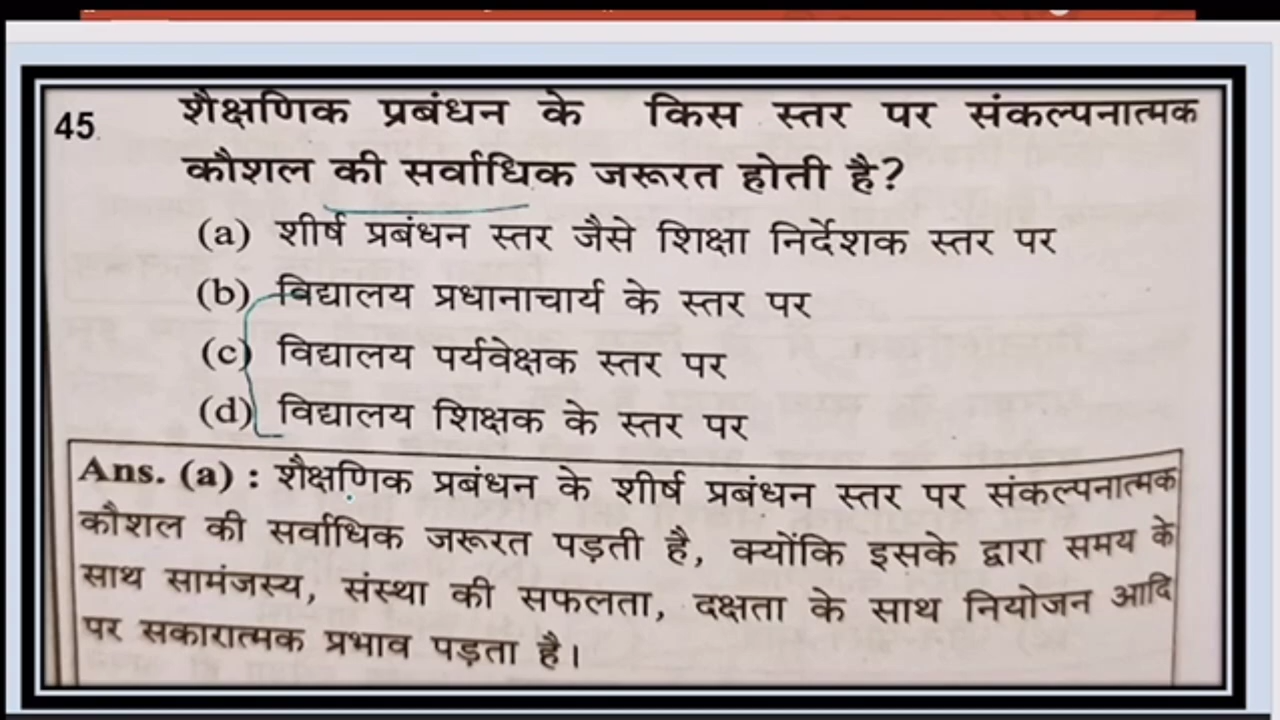 45
शैक्षणिक प्रबंधन के किस स्तर पर संकल्पनात्मक
कौशल की सर्वाधिक जरूरत होती है?
(a) शीर्ष प्रबंधन स्तर जैसे शिक्षा निर्देशक स्तर पर
(b) विद्यालय प्रधानाचार्य के स्तर पर
(c) विद्यालय पर्यवेक्षक स्तर पर
(d) विद्यालय शिक्षक के स्तर पर
Ans. (a) : शैक्षणिक प्रबंधन के शीर्ष प्रबंधन स्तर पर संकल्पनात्मक
कौशल की सर्वाधिक जरूरत पड़ती है, क्योंकि इसके द्वारा समय के
साथ सामंजस्य, संस्था की सफलता, दक्षता के साथ नियोजन आदि
पर सकारात्मक प्रभाव पड़ता है।